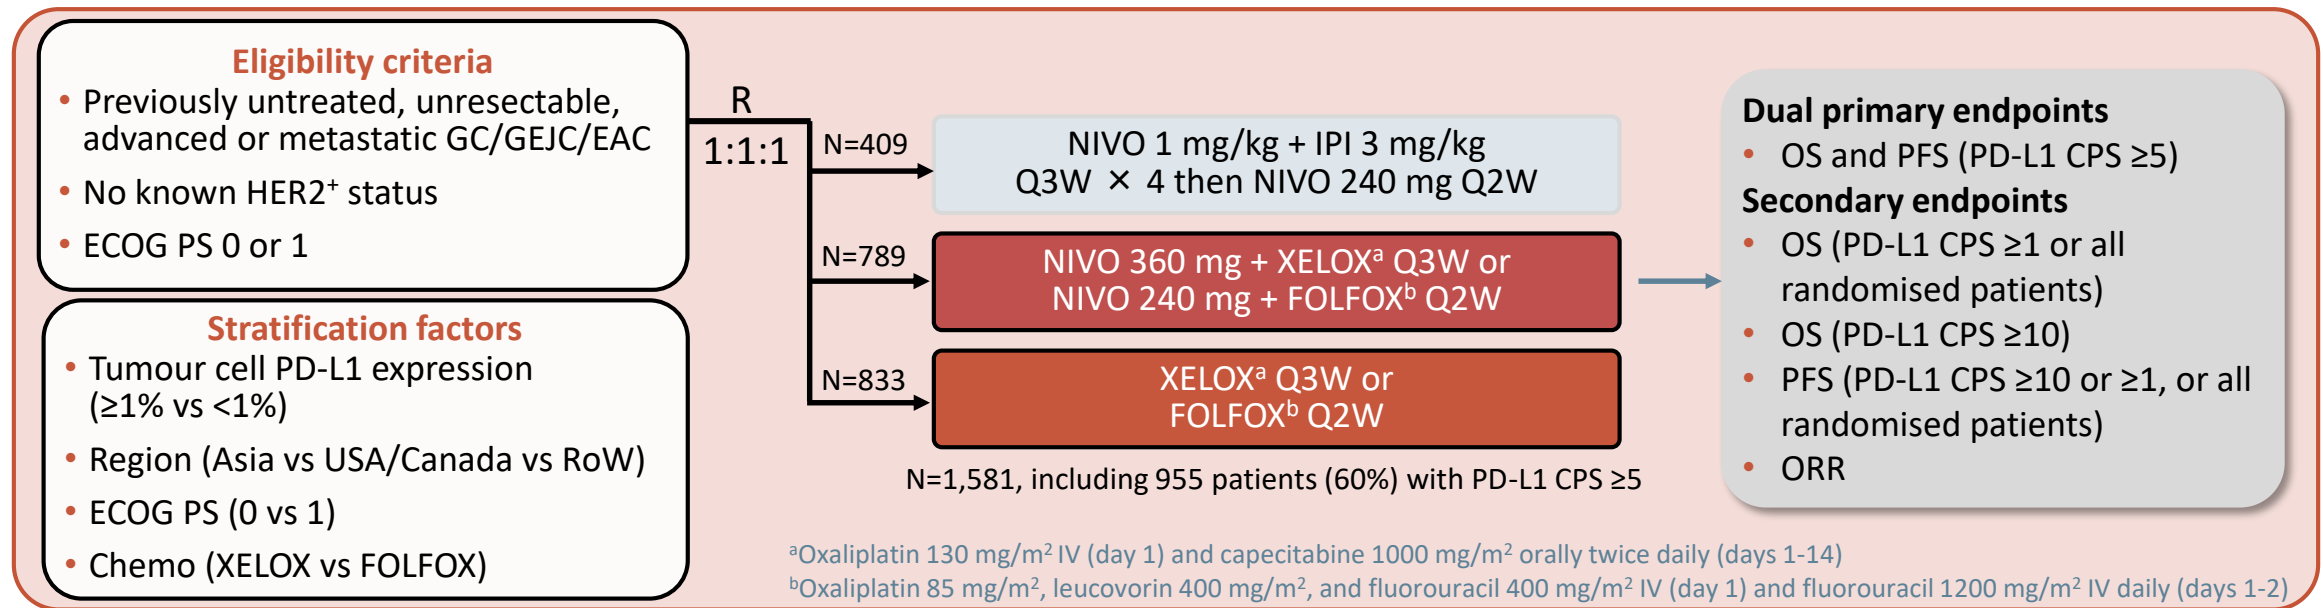 Eligibility criteria
• Previously untreated, unresectable,
advanced or metastatic GC/GEJC/EAC
• No known HER2⁺ status
• ECOG PS 0 or 1
Stratification factors
• Tumour cell PD-L1 expression
(≥1% vs <1%)
• Region (Asia vs USA/Canada vs RoW)
• ECOG PS (0 vs 1)
• Chemo (XELOX vs FOLFOX)
R
1:1:1
N=409
NIVO 1 mg/kg + IPI 3 mg/kg
Q3W × 4 then NIVO 240 mg Q2W
N=789
NIVO 360 mg + XELOXᵃ Q3W or
NIVO 240 mg + FOLFOXᵇ Q2W
N=833
XELOXᵃ Q3W or
FOLFOXᵇ Q2W
N=1,581, including 955 patients (60%) with PD-L1 CPS ≥5
Dual primary endpoints
• OS and PFS (PD-L1 CPS ≥5)
Secondary endpoints
• OS (PD-L1 CPS ≥1 or all
randomised patients)
• OS (PD-L1 CPS ≥10)
• PFS (PD-L1 CPS ≥10 or ≥1, or all
randomised patients)
• ORR
ᵃOxaliplatin 130 mg/m² IV (day 1) and capecitabine 1000 mg/m² orally twice daily (days 1-14)
ᵇOxaliplatin 85 mg/m², leucovorin 400 mg/m², and fluorouracil 400 mg/m² IV (day 1) and fluorouracil 1200 mg/m² IV daily (days 1-2)